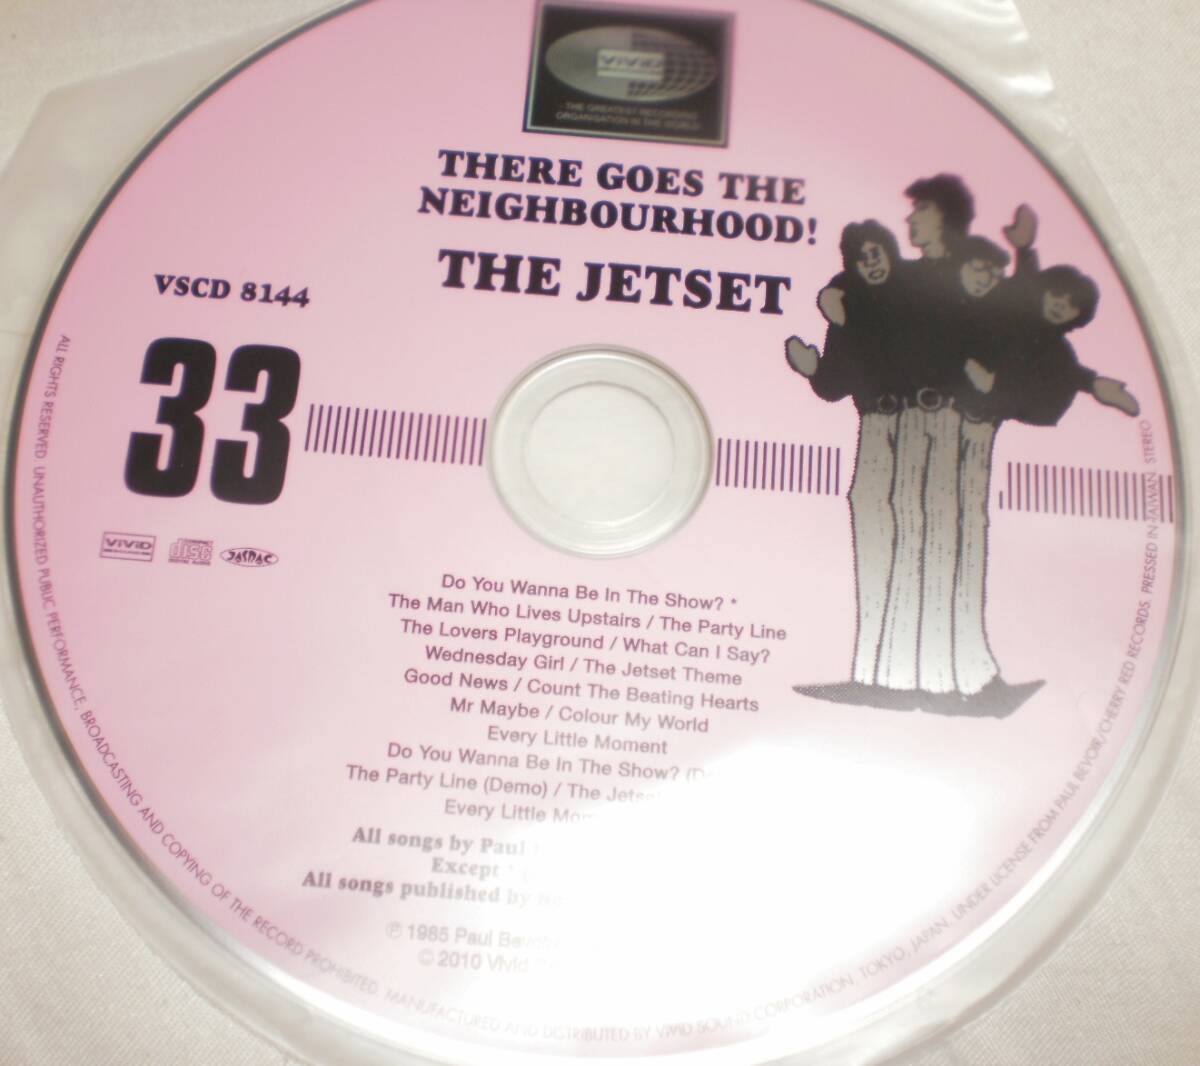 ViViD
THE GREATEST RECORDING
ORGANISATION IN THE WORLD
THERE GOES THE
NEIGHBOURHOOD!
THE JETSET
VSCD 8144
33
ViViD
disc
JASRAC
Do You Wanna Be In The Show? *
The Man Who Lives Upstairs / The Party Line
The Lovers Playground / What Can I Say?
Wednesday Girl / The Jetset Theme
Good News / Count The Beating Hearts
Mr Maybe / Colour My World
Every Little Moment
Do You Wanna Be In The Show?
The Party Line (Demo) / The
Every Little
All songs by Paul
Except *
All songs published by
℗ 1985 Paul
© 2010 Vivid
ALL RIGHTS RESERVED. UNAUTHORIZED PUBLIC PERFORMANCE, BROADCASTING AND COPYING OF THE RECORD PROHIBITED. MANUFACTURED AND DISTRIBUTED BY VIVID SOUND CORPORATION, TOKYO, JAPAN UNDER LICENSE FROM PAUL BEVOIR/CHERRY RED RECORDS. PRESSED IN TAIWAN STEREO